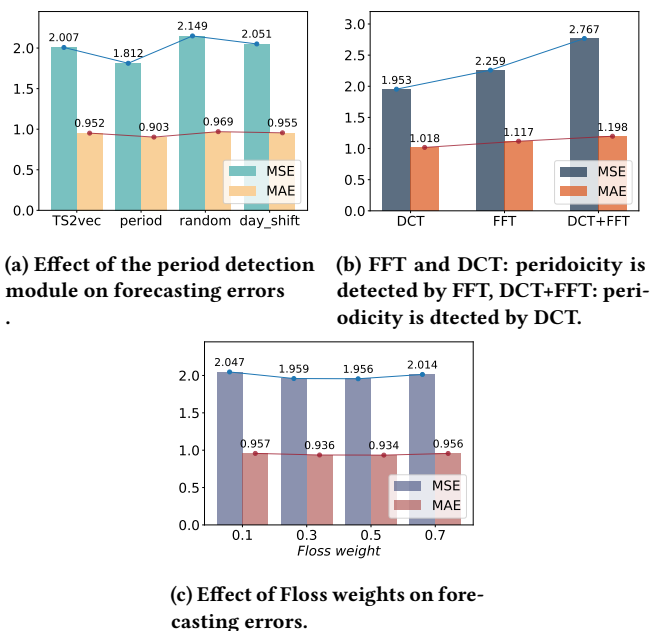 2.007
1.812
2.149
2.051
0.952
0.903
0.969
0.955
2.0
1.5
1.0
0.5
0.0
MSE
MAE
TS2vec period random day_shift
(a) Effect of the period detection
module on forecasting errors
.
3.0
2.5
2.0
1.5
1.0
0.5
0.0
1.953
2.259
2.767
1.018
1.117
1.198
MSE
MAE
DCT FFT DCT+FFT
(b) FFT and DCT: peridoicity is
detected by FFT, DCT+FFT: peri-
odicity is dtected by DCT.
2.047
1.959
1.956
2.014
0.957
0.936
0.934
0.956
2.0
1.5
1.0
0.5
0.0
MSE
MAE
0.1 0.3 0.5 0.7
Floss weight
(c) Effect of Floss weights on fore-
casting errors.